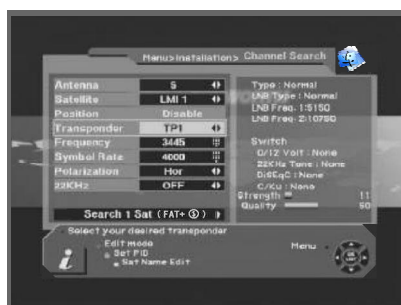 Menu>Installation> Channel Search
Antenna 5
Satellite LMI 1
Position Disable
Transponder TP1
Frequency 3445
Symbol Rate 4000
Polarization Hor
22KHz OFF
Search 1 Sat (FAT+ ①)
Type : Normal
LNB Type : Normal
LNB Freq. 1:5150
LNB Freq. 2:10750
Switch
0/12 Volt : None
22KHz Tone : None
DiSEqC : None
C/Ku : None
Strength 11
Quality 50
Select your desired transponder
Edit mode
Set PID
Sat Name Edit
Menu